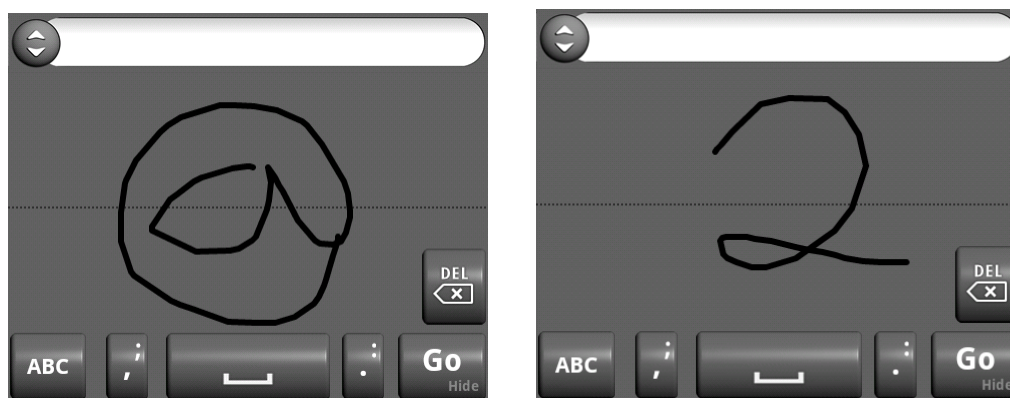 @ 2
DEL DEL
ABC ; , : . Go Hide ABC ; , : . Go Hide